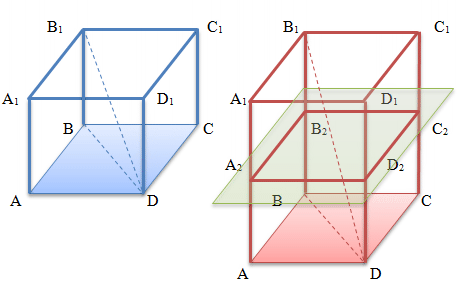 B₁ C₁
A₁ D₁
B C
A D
B₁ C₁
A₁ D₁
B₂ C₂
A₂ D₂
B C
A D